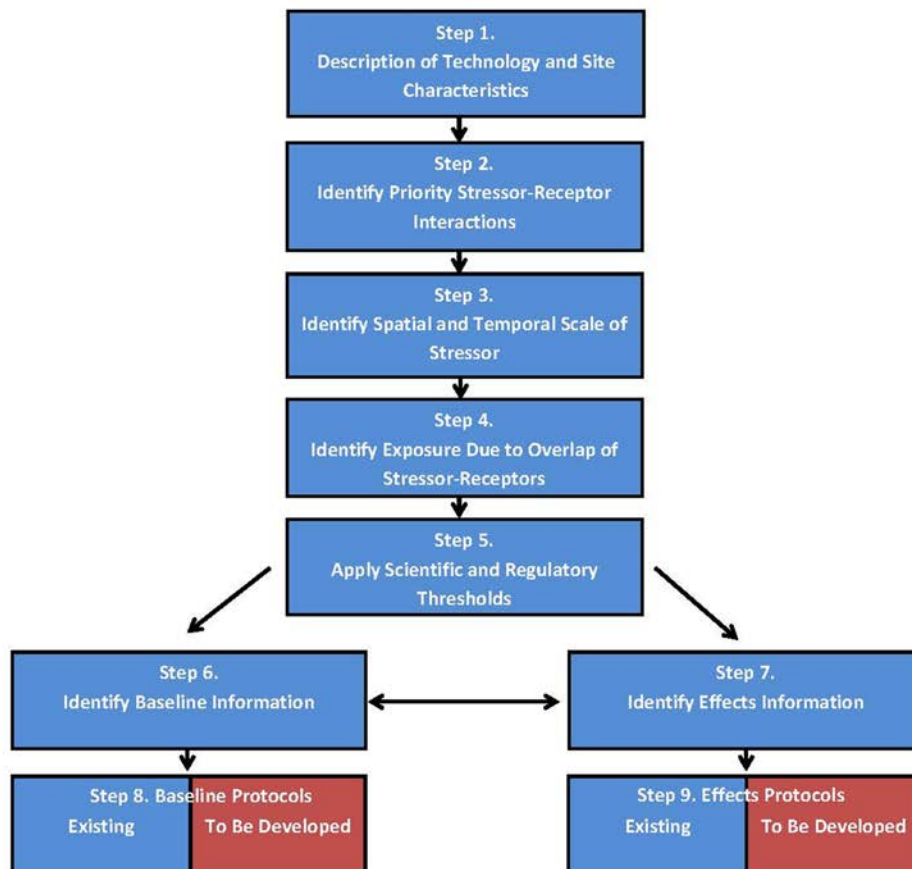 Step 1.
Description of Technology and Site
Characteristics
Step 2.
Identify Priority Stressor-Receptor
Interactions
Step 3.
Identify Spatial and Temporal Scale of
Stressor
Step 4.
Identify Exposure Due to Overlap of
Stressor-Receptors
Step 5.
Apply Scientific and Regulatory
Thresholds
Step 6.
Identify Baseline Information
Step 7.
Identify Effects Information
Step 8. Baseline Protocols
Existing To Be Developed
Step 9. Effects Protocols
Existing To Be Developed